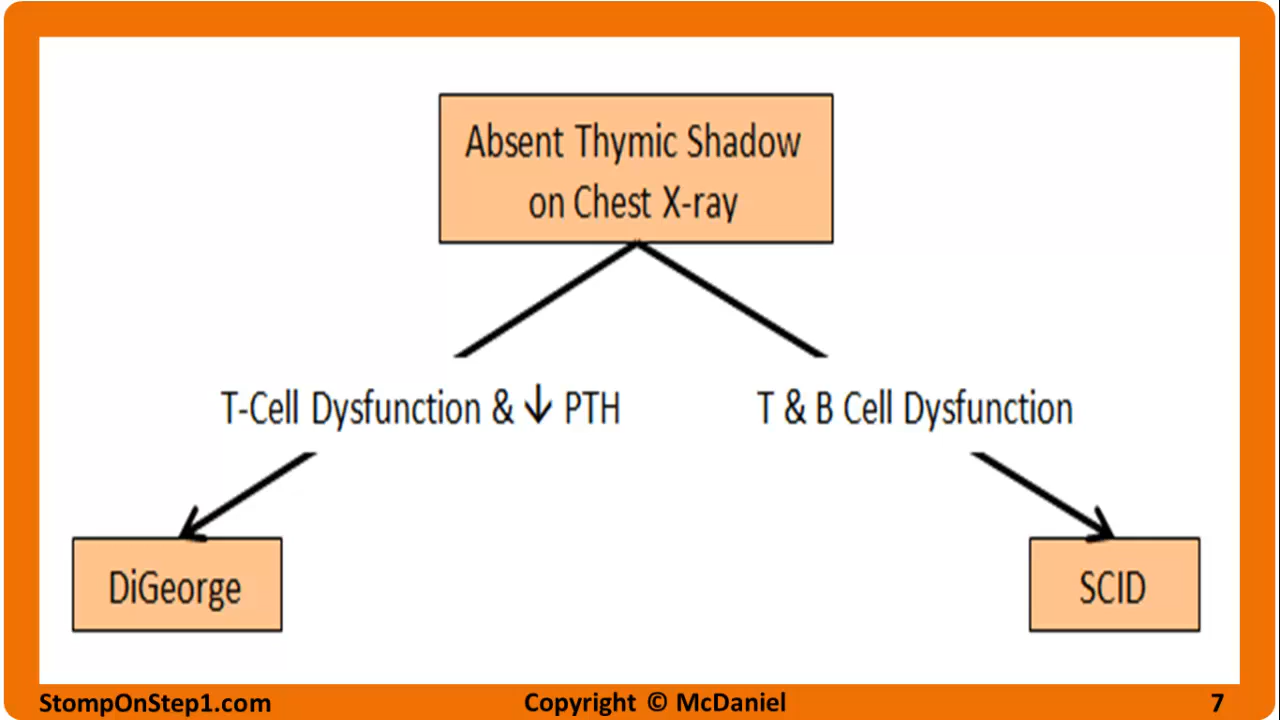 Absent Thymic Shadow
on Chest X-ray
T-Cell Dysfunction & ↓ PTH
T & B Cell Dysfunction
DiGeorge
SCID
StompOnStep1.com
Copyright © McDaniel
7